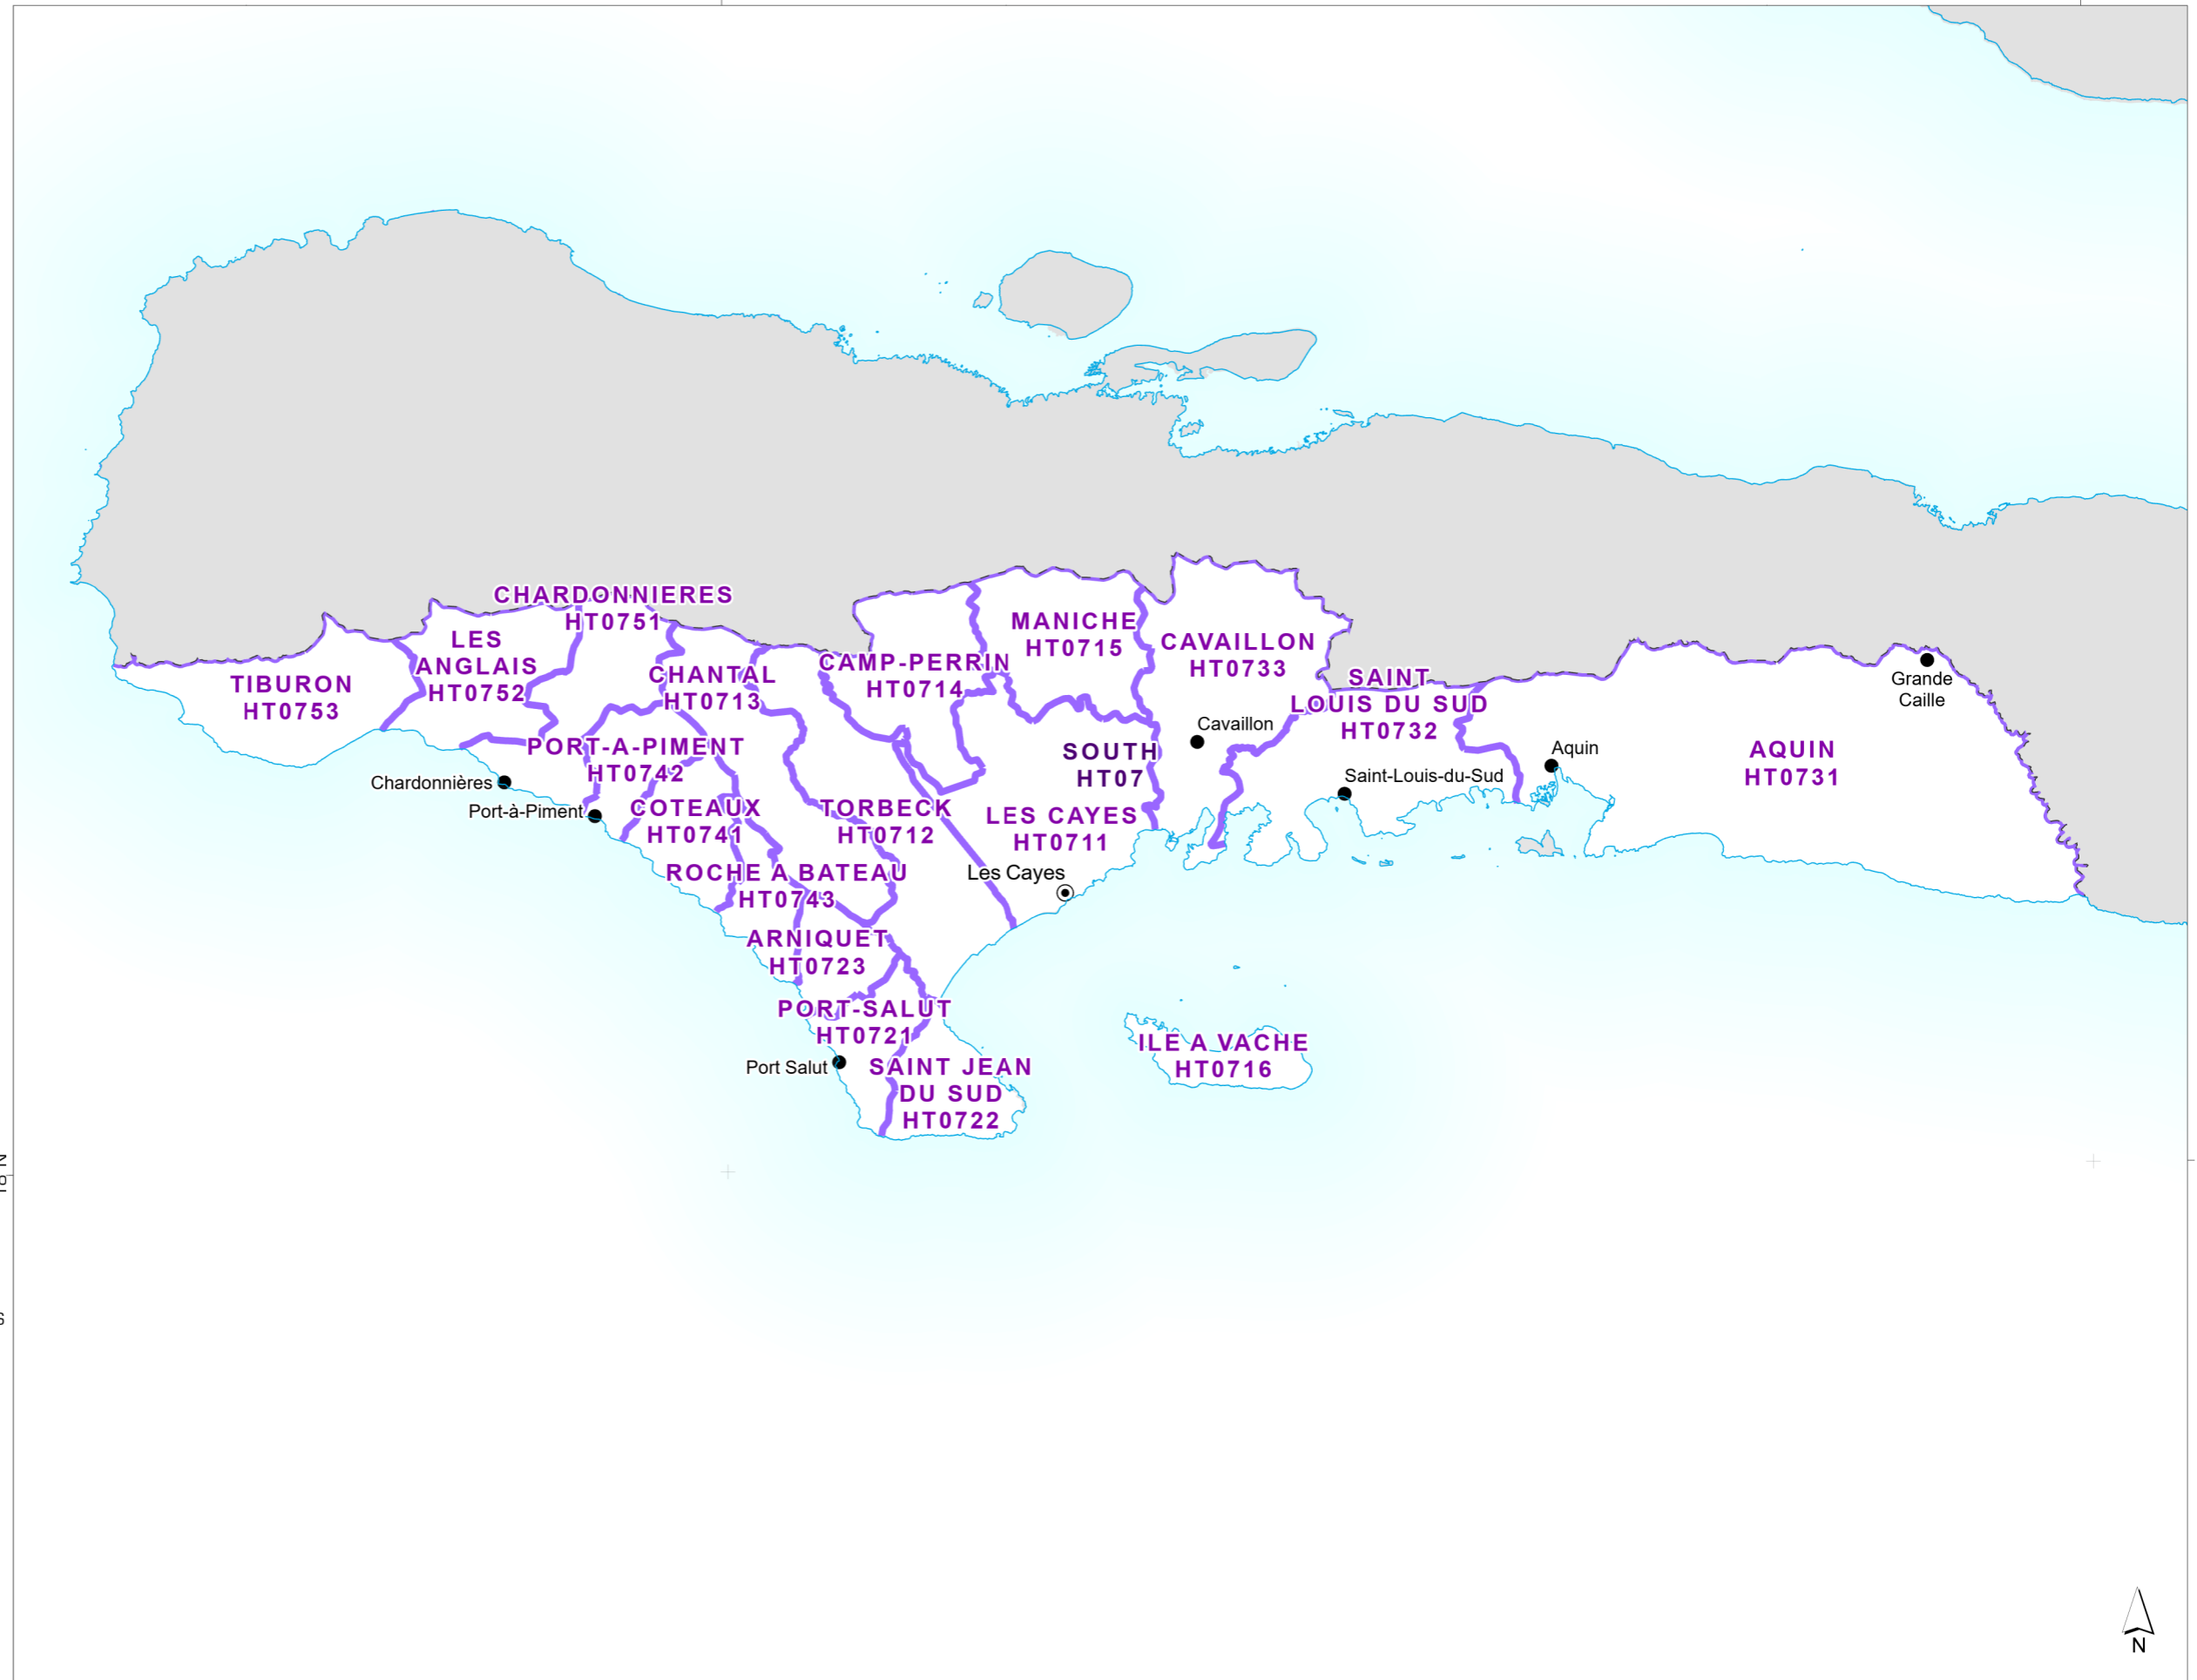 CHARDONNIERES
HT0751
LES
ANGLAIS
HT0752
TIBURON
HT0753
CHANTAL
HT0713
CAMP-PERRIN
HT0714
MANICHE
HT0715
CAVAILLON
HT0733
SAINT
LOUIS DU SUD
HT0732
Grande
Caille
AQUIN
HT0731
Cavaillon
Aquin
Saint-Louis-du-Sud
SOUTH
HT07
PORT-A-PIMENT
HT0742
Chardonnières
Port-à-Piment
COTEAUX
HT0741
TORBECK
HT0712
LES CAYES
HT0711
Les Cayes
ROCHE A BATEAU
HT0743
ARNIQUET
HT0723
PORT-SALUT
HT0721
Port Salut
SAINT JEAN
DU SUD
HT0722
ILE A VACHE
HT0716
N